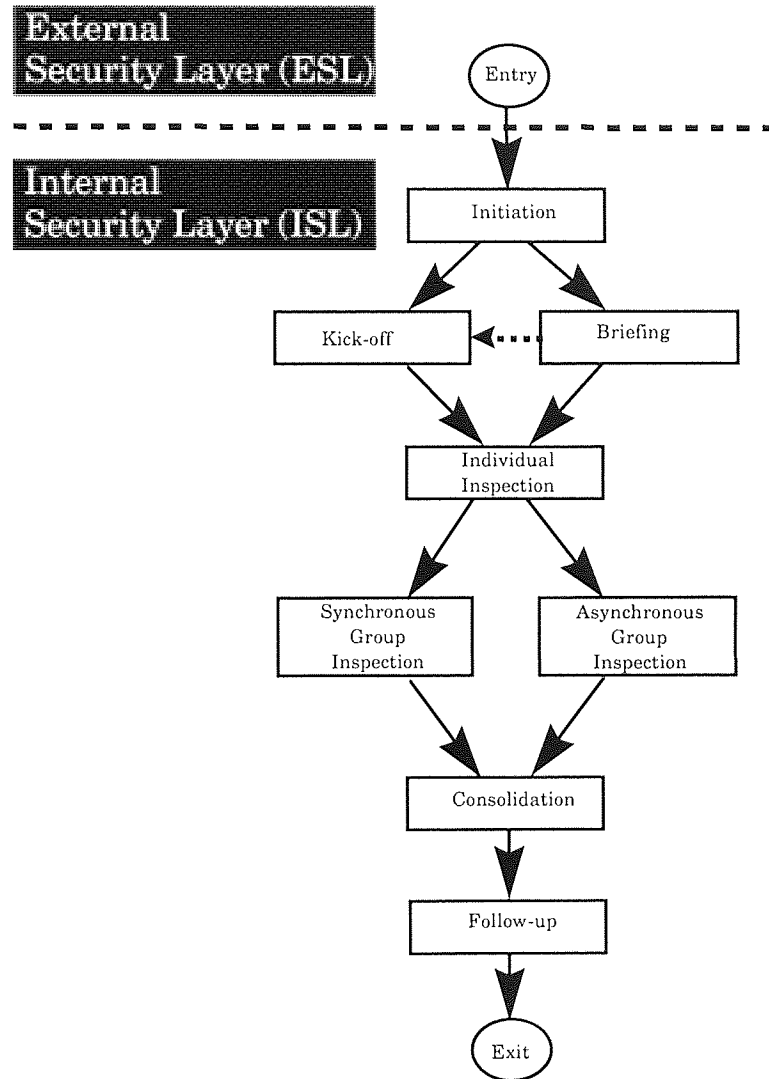 External
Security Layer (ESL)
Entry
Internal
Security Layer (ISL)
Initiation
Kick-off
Briefing
Individual
Inspection
Synchronous
Group
Inspection
Asynchronous
Group
Inspection
Consolidation
Follow-up
Exit